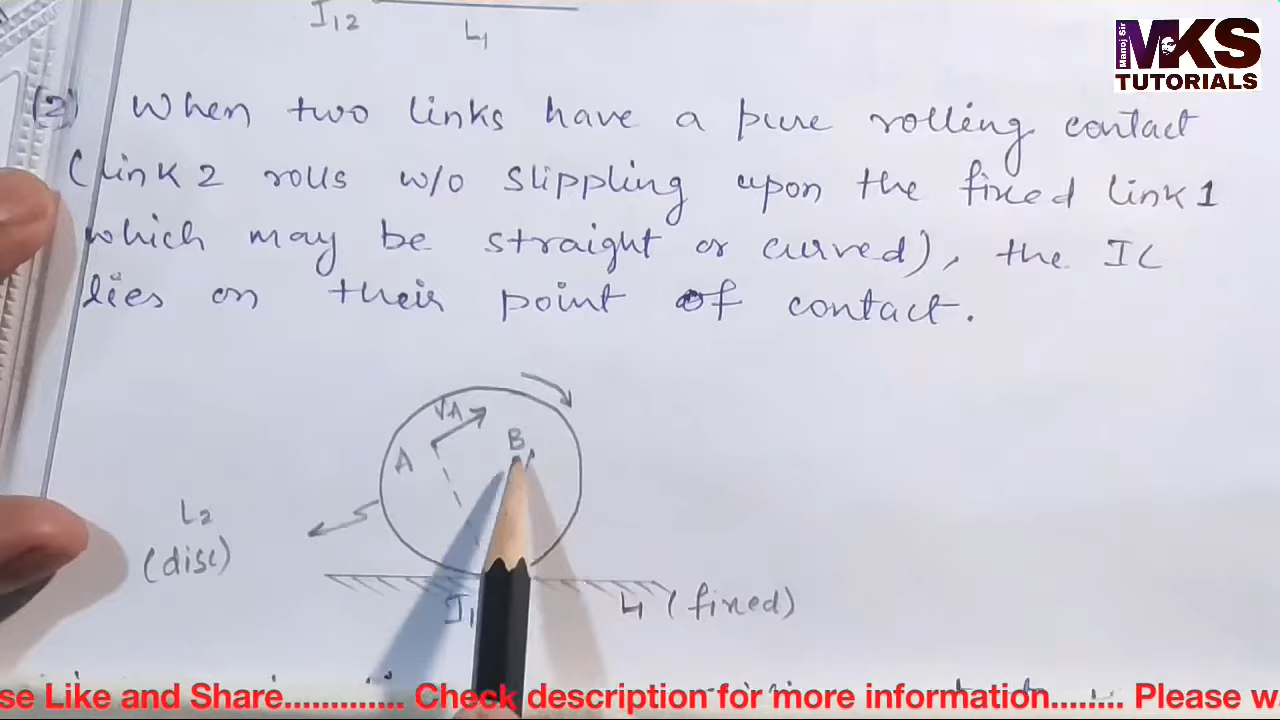 I12
L1
Manoj Sir
MKS
TUTORIALS
(2) When two links have a pure rolling contact
(link 2 rolls w/o slippling upon the fixed link 1
which may be straight or curved), the IC
lies on their point of contact.
VA
A
B
L2
(disc)
I1
L1 (fixed)
se Like and Share............. Check description for more information........ Please w